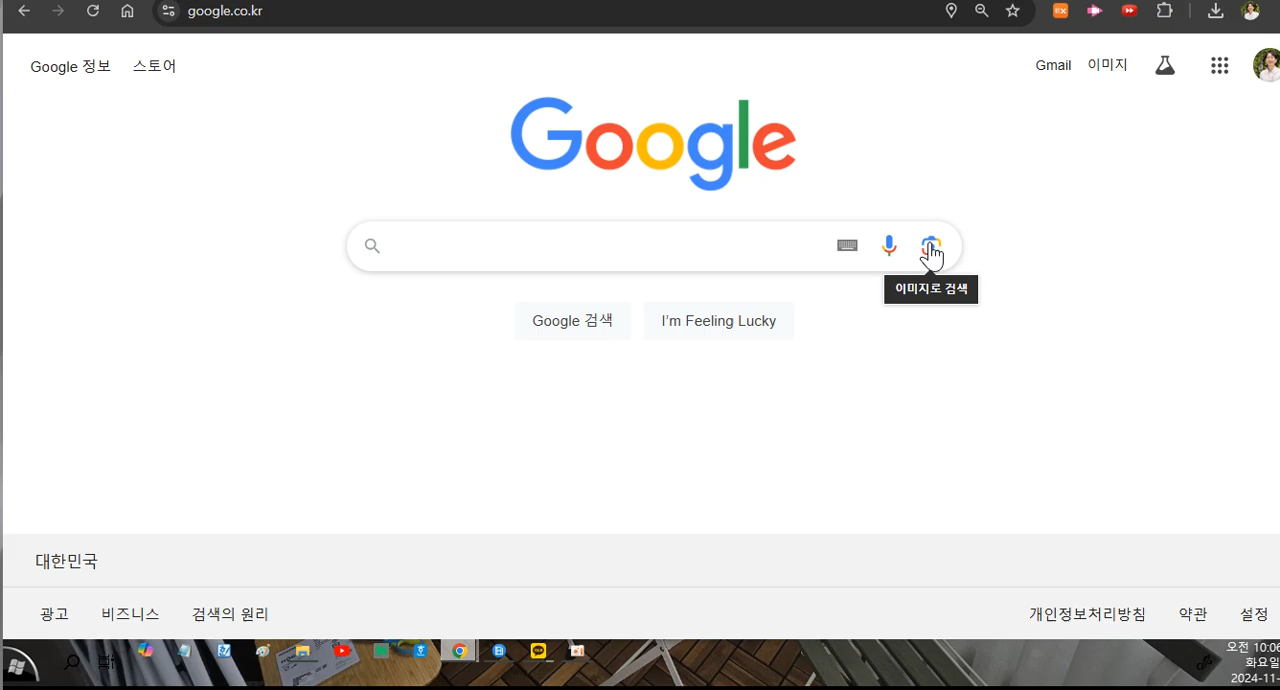 google.co.kr
Google 정보 스토어
Gmail 이미지
Google
이미지로 검색
Google 검색
I'm Feeling Lucky
대한민국
광고 비즈니스 검색의 원리
개인정보처리방침 약관 설정
오전 10:06
화요일
2024-11-